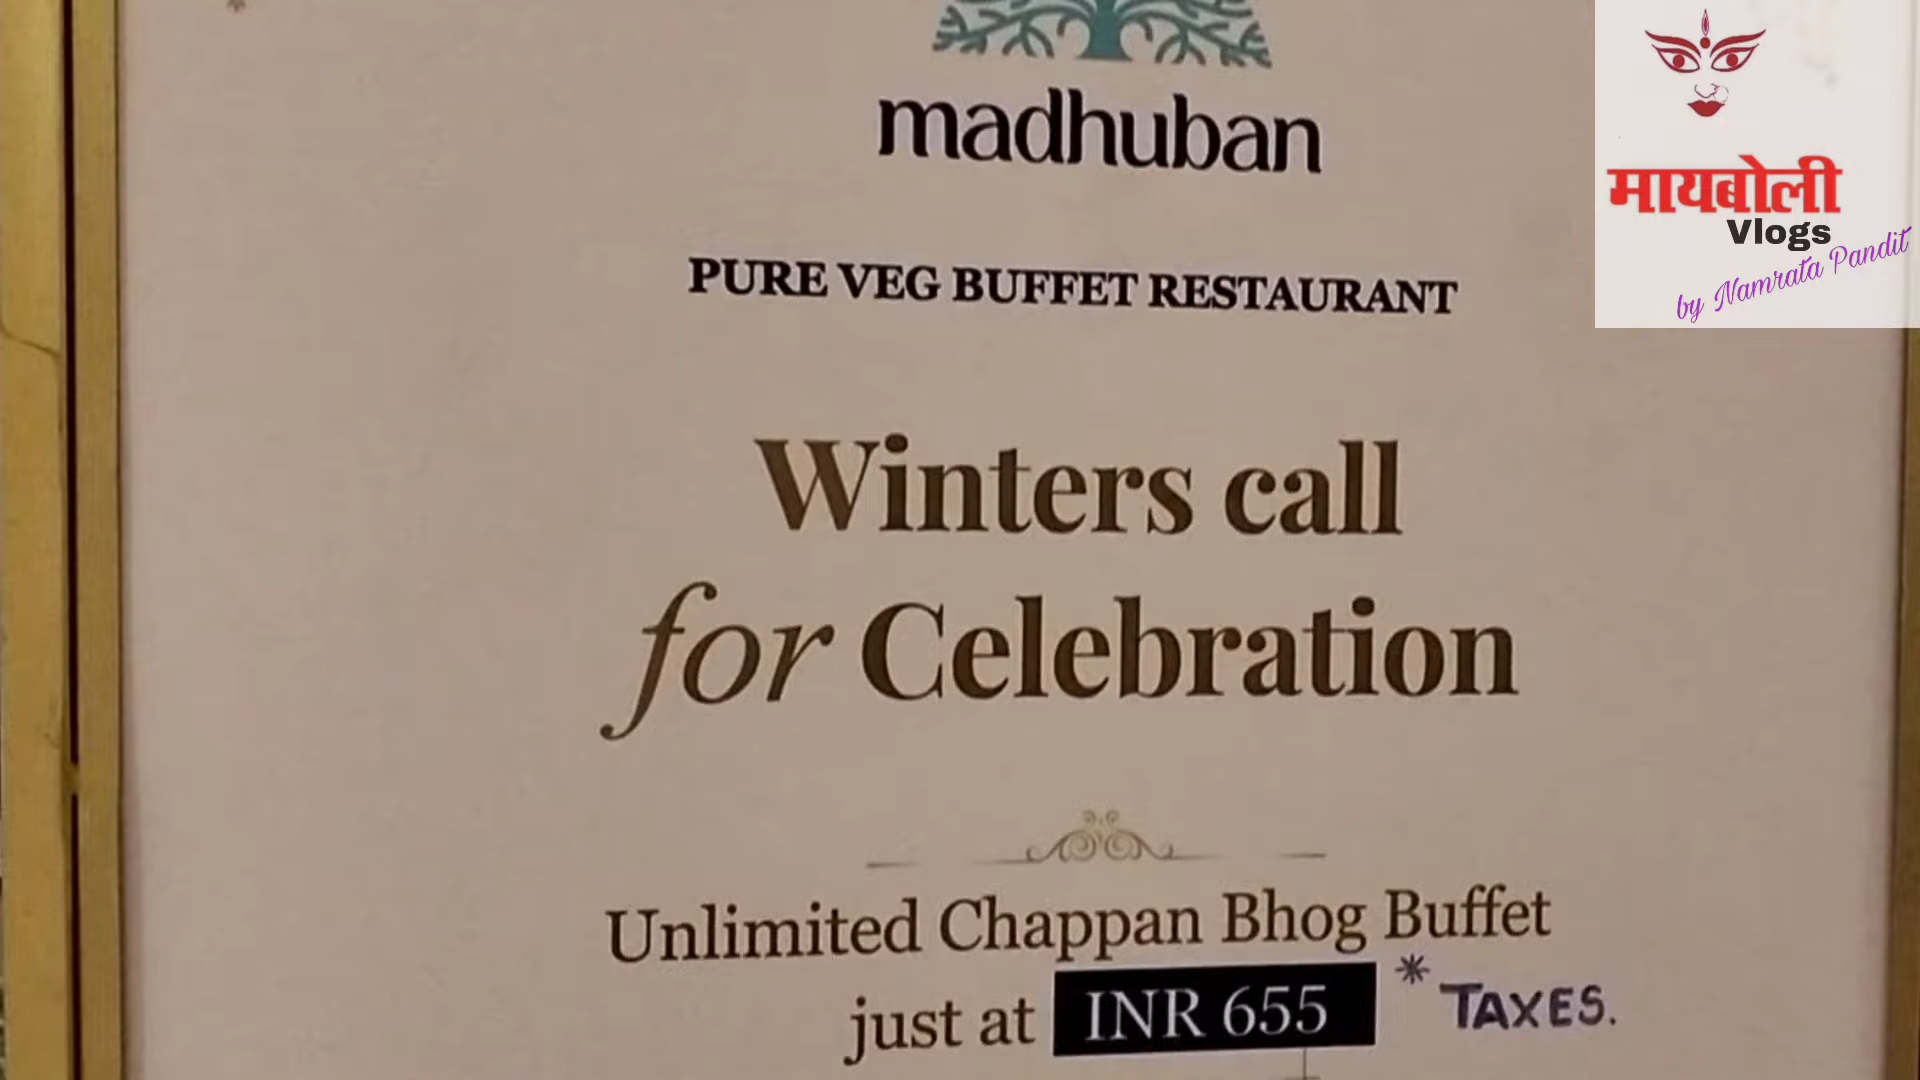 madhuban
PURE VEG BUFFET RESTAURANT
Winters call
for Celebration
Unlimited Chappan Bhog Buffet
just at INR 655 * TAXES.
मायबोली
Vlogs
by Namrata Pandit